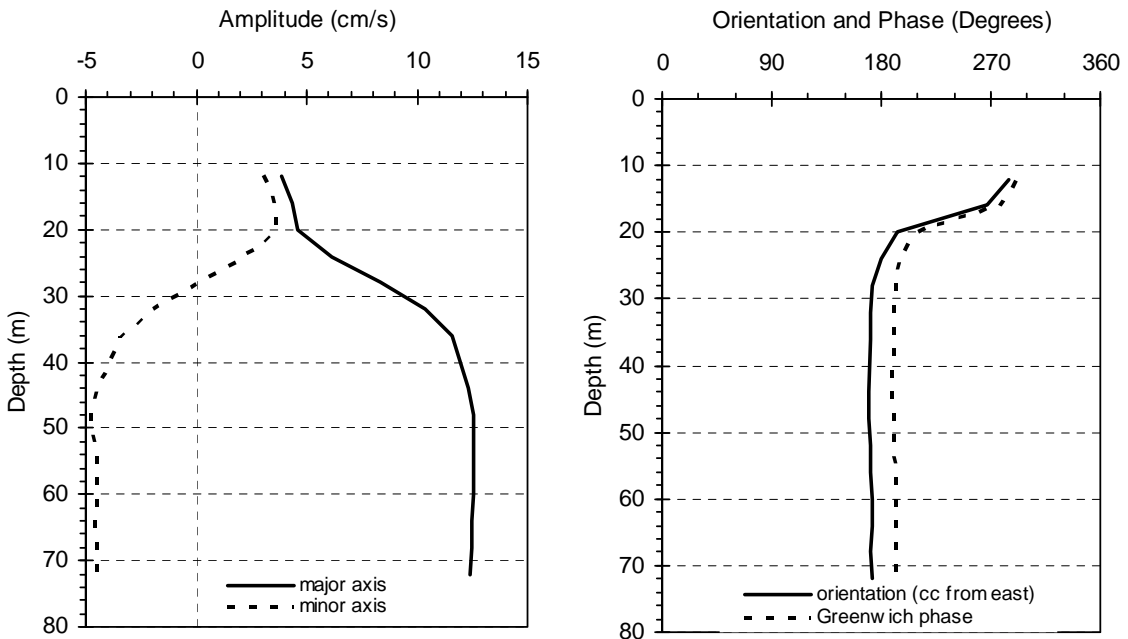 Amplitude (cm/s)
-5 0 5 10 15
0
10
20
30
40
50
60
70
80
Depth (m)
major axis
minor axis
Orientation and Phase (Degrees)
0 90 180 270 360
0
10
20
30
40
50
60
70
80
Depth (m)
orientation (cc from east)
Greenwich phase